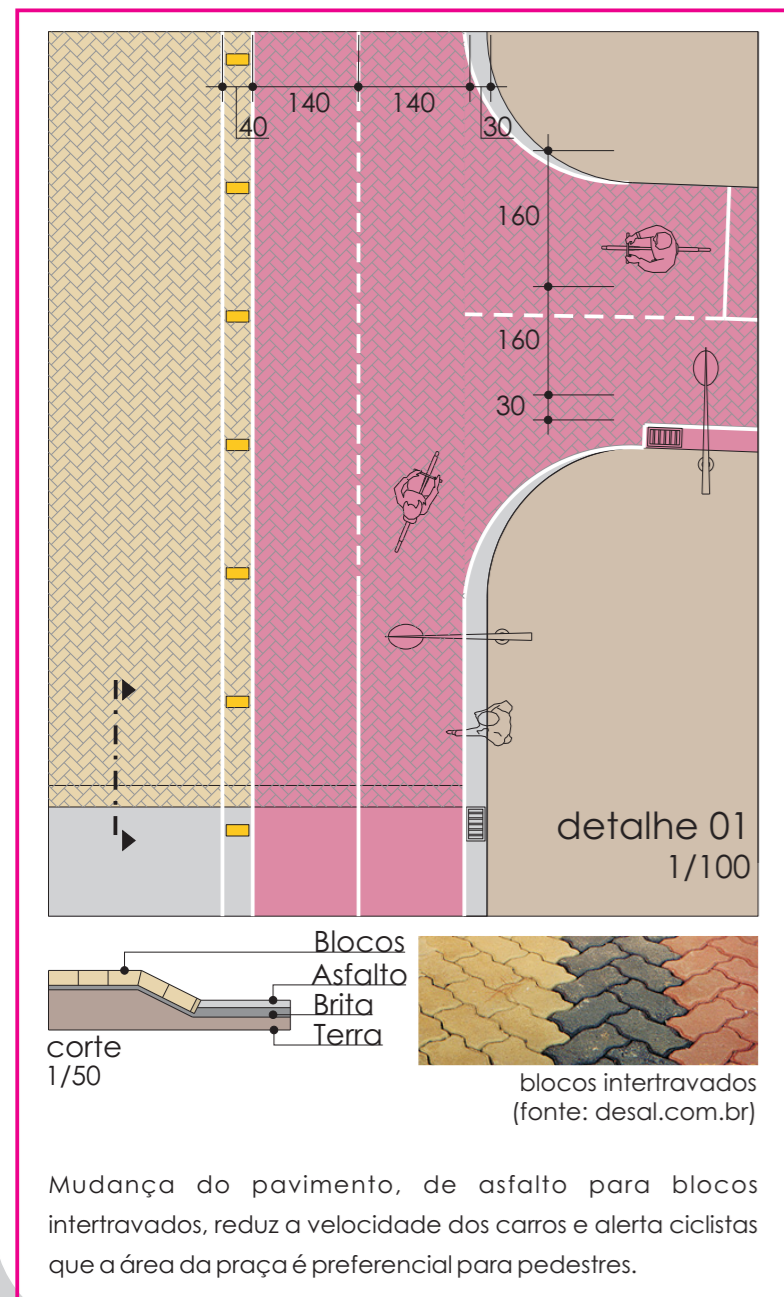 140 140
40 30
160
160
30
detalhe 01
1/100
Blocos
Asfalto
Brita
Terra
corte
1/50
blocos intertravados
(fonte: desal.com.br)
Mudança do pavimento, de asfalto para blocos
intertravados, reduz a velocidade dos carros e alerta ciclistas
que a área da praça é preferencial para pedestres.